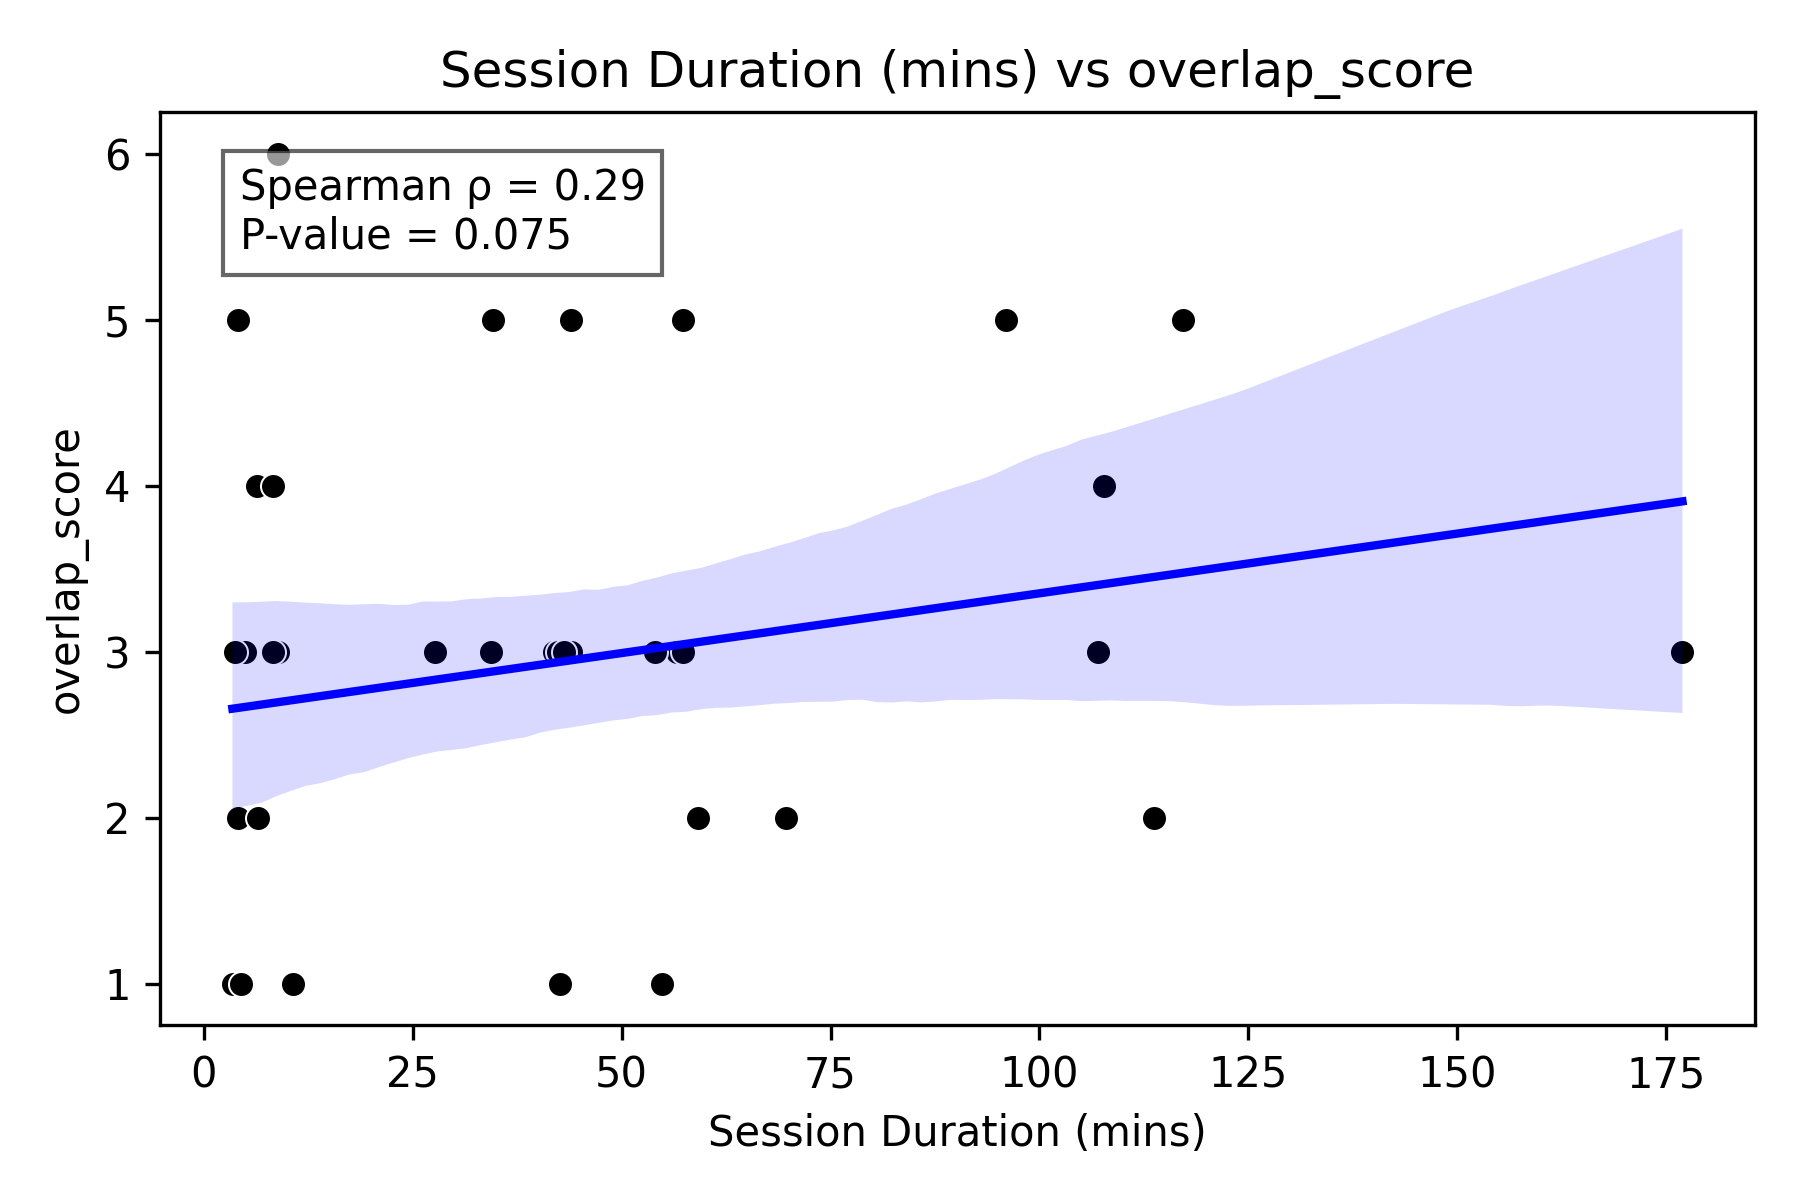 Session Duration (mins) vs overlap_score
Spearman ρ = 0.29
P-value = 0.075
overlap_score
6
5
4
3
2
1
0 25 50 75 100 125 150 175
Session Duration (mins)